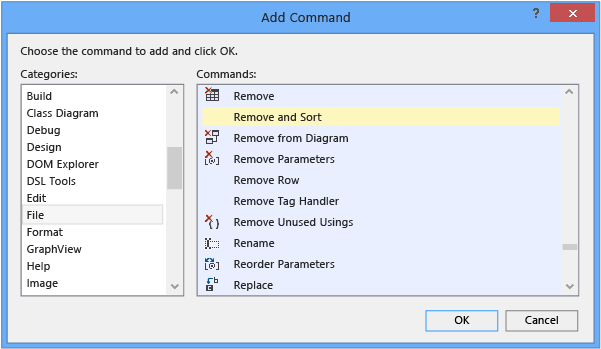 Add Command
?
Choose the command to add and click OK.
Categories:
Build
Class Diagram
Debug
Design
DOM Explorer
DSL Tools
Edit
File
Format
GraphView
Help
Image
Commands:
Remove
Remove and Sort
Remove from Diagram
Remove Parameters
Remove Row
Remove Tag Handler
Remove Unused Usings
Rename
Reorder Parameters
Replace
OK
Cancel